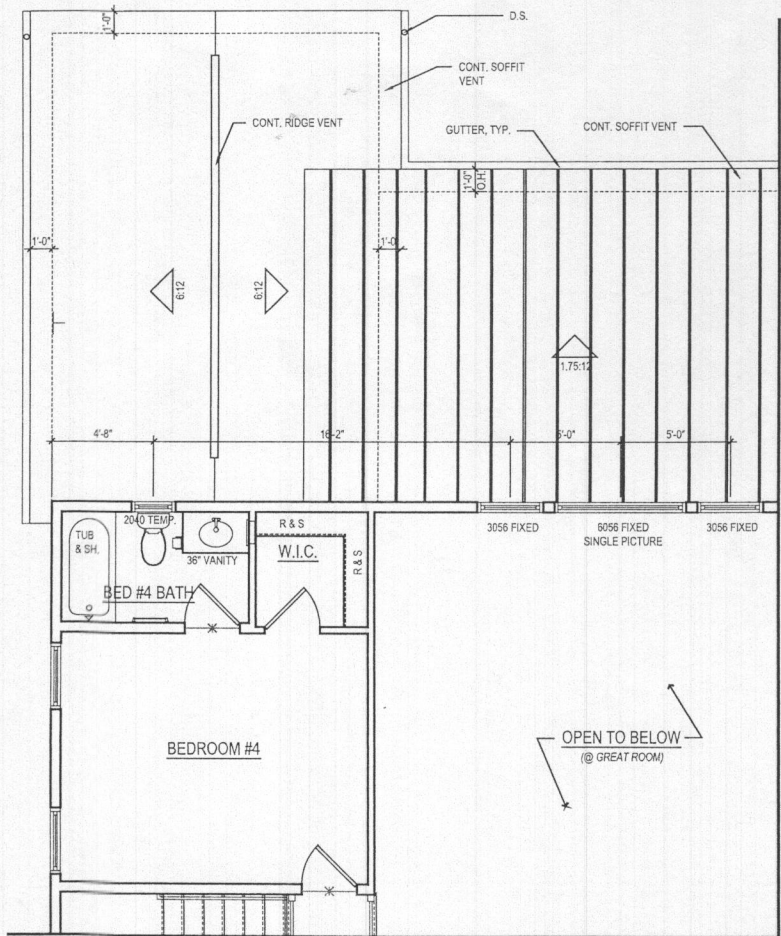 1'-0"
D.S.
CONT. SOFFIT
VENT
CONT. RIDGE VENT
GUTTER, TYP.
CONT. SOFFIT VENT
1'-0"
O.H.
1'-0"
1'-0
6:12
6:12
1.75:12
4'-8"
16'-2"
5'-0"
5'-0"
2040 TEMP.
TUB
& SH.
36" VANITY
BED #4 BATH
R & S
W.I.C.
R & S
3056 FIXED
6056 FIXED
SINGLE PICTURE
3056 FIXED
BEDROOM #4
OPEN TO BELOW
(@ GREAT ROOM)